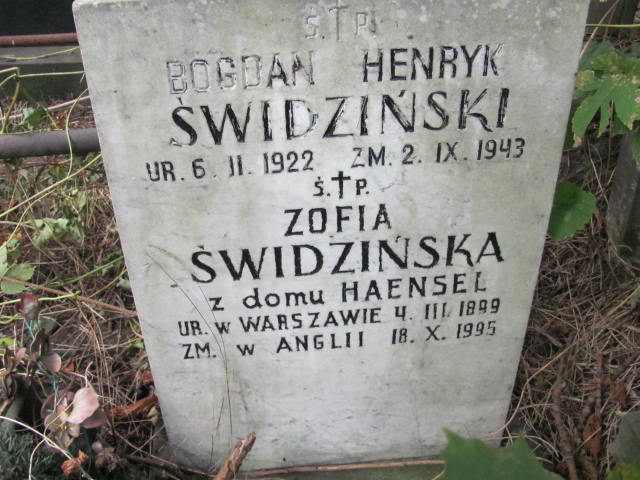 Ś.†P.
BOGDAN HENRYK
ŚWIDZIŃSKI
UR. 6. II. 1922 ZM. 2. IX. 1943
Ś.†P.
ZOFIA
ŚWIDZIŃSKA
z domu HAENSEL
UR. W WARSZAWIE 4. III. 1899
ZM. W ANGLII 18. X. 1995